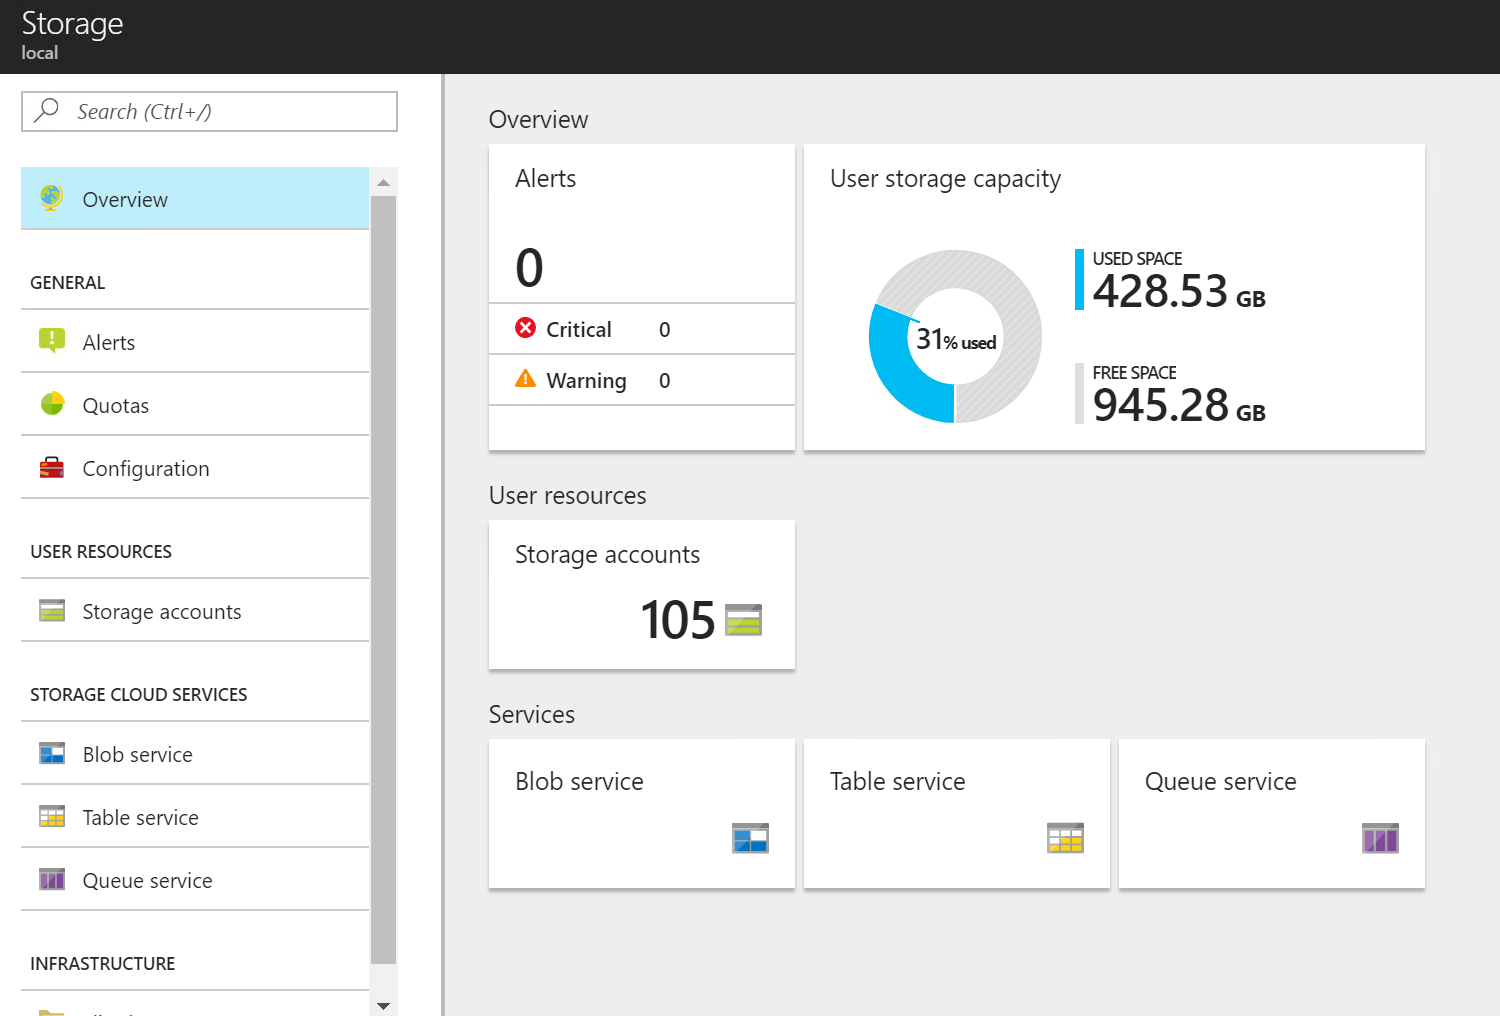 Storage
local
Search (Ctrl+/)
Overview
GENERAL
Alerts
Quotas
Configuration
USER RESOURCES
Storage accounts
STORAGE CLOUD SERVICES
Blob service
Table service
Queue service
INFRASTRUCTURE
Overview
Alerts
0
Critical 0
Warning 0
User storage capacity
31% used
USED SPACE
428.53 GB
FREE SPACE
945.28 GB
User resources
Storage accounts
105
Services
Blob service
Table service
Queue service